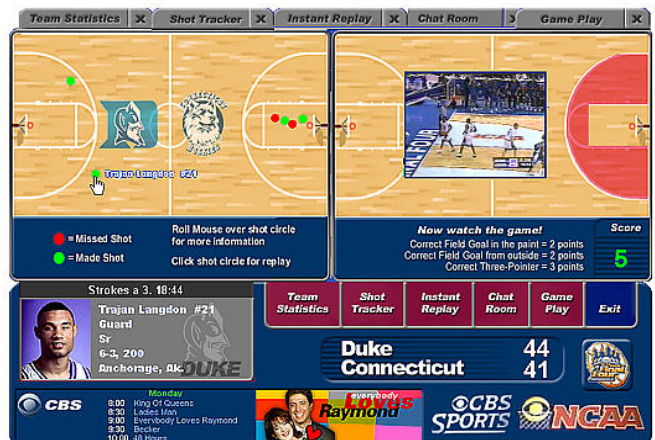 Team Statistics X
Shot Tracker X
Instant Replay X
Chat Room
Game Play X
CONNECTICUT
HUSKIES
Trajan Langdon #21
FINAL FOUR
= Missed Shot
= Made Shot
Roll Mouse over shot circle
for more information
Click shot circle for replay
Now watch the game!
Correct Field Goal in the paint = 2 points
Correct Field Goal from outside = 2 points
Correct Three-Pointer = 3 points
Score
5
Strokes a 3. 18:44
Trajan Langdon #21
Guard
Sr
6-3, 200
Anchorage, Ak.
DUKE
Team
Statistics
Shot
Tracker
Instant
Replay
Chat
Room
Game
Play
Exit
Duke 44
Connecticut 41
Final Four
CBS
Monday
8:00 King Of Queens
8:30 Ladies Man
9:00 Everybody Loves Raymond
9:30 Becker
10:00 48 Hours
everybody
Loves
Raymond
CBS
SPORTS
NCAA